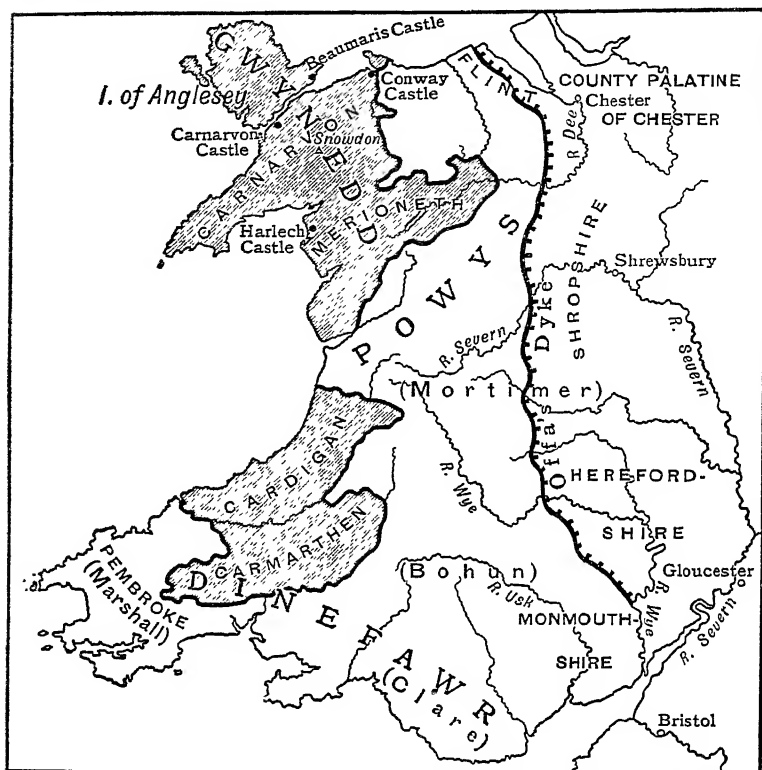 GWYNEDD
Beaumaris Castle
I. of Anglesey
Conway
Castle
FLINT
COUNTY PALATINE
Chester
OF CHESTER
R. Dee
Carnarvon
Castle
Snowdon
CARNARVON
MERIONETH
Harlech
Castle
POWYS
SHROPSHIRE
Shrewsbury
R. Severn
R. Severn
Offa's Dyke
(Mortimer)
CARDIGAN
R. Wye
HEREFORD-
SHIRE
CARMARTHEN
PEMBROKE
(Marshall)
DINEFAWR
(Bohun)
R. Usk
Gloucester
R. Wye
R. Severn
MONMOUTH-
SHIRE
(Clare)
Bristol